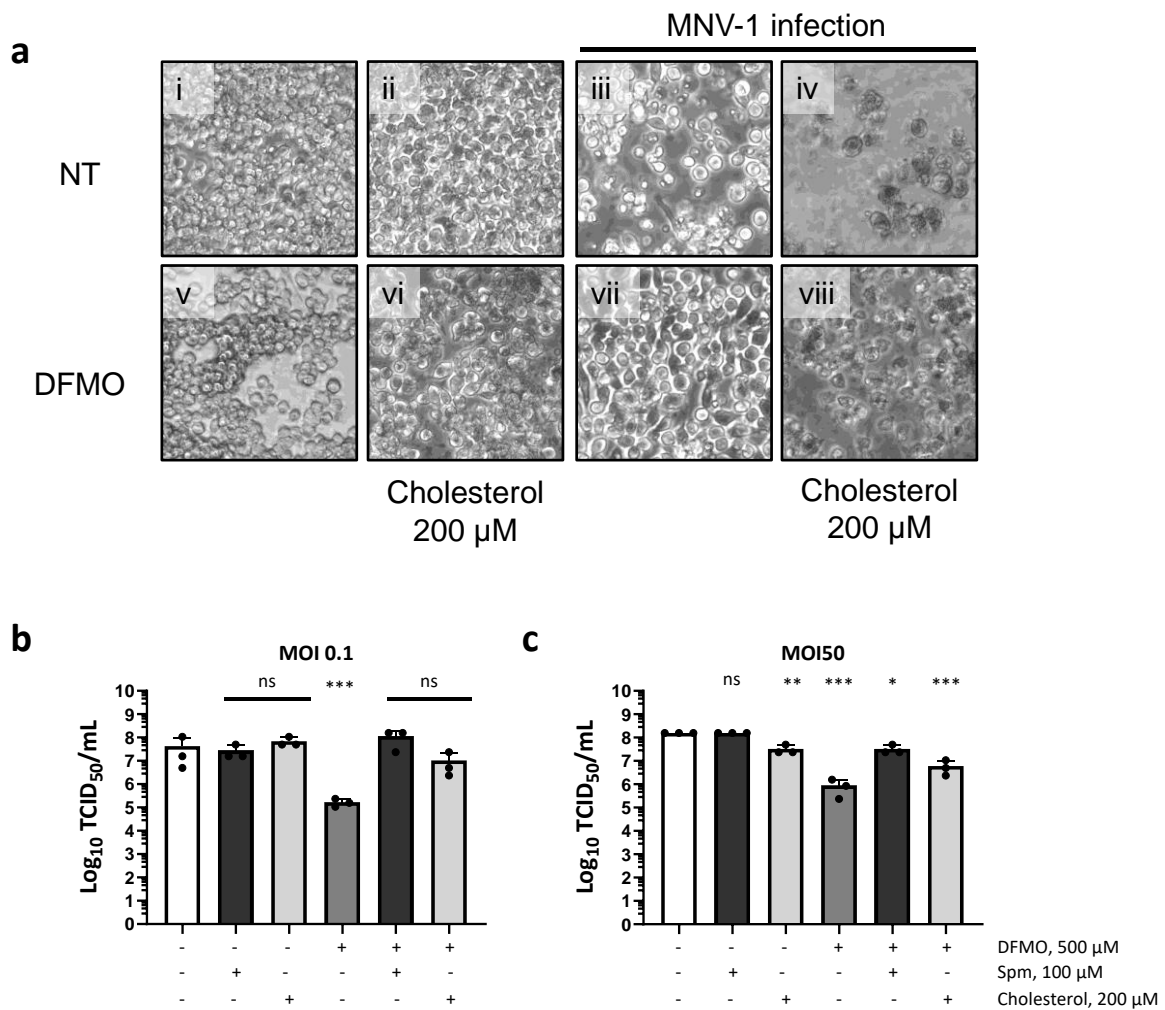 MNV-1 infection
a
i ii iii iv
NT
v vi vii viii
DFMO
Cholesterol
200 µM
Cholesterol
200 µM
b
MOI 0.1
ns *** ns
Log10 TCID50/mL
10
9
8
7
6
5
4
3
2
1
0
- - - + + +
- + - - + -
- - + - - +
c
MOI50
ns ** *** * ***
Log10 TCID50/mL
10
9
8
7
6
5
4
3
2
1
0
- - - + + + DFMO, 500 µM
- + - - + - Spm, 100 µM
- - + - - + Cholesterol, 200 µM